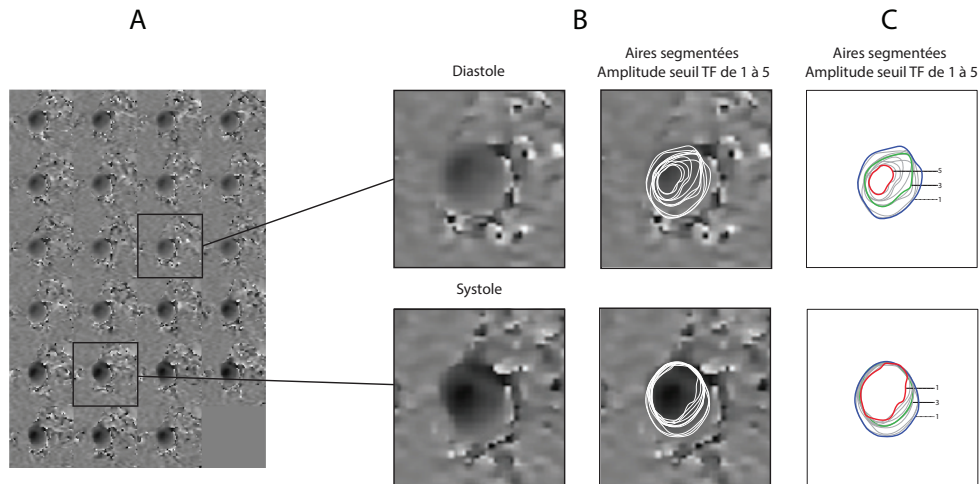 A
B
C
Diastole
Aires segmentées
Amplitude seuil TF de 1 à 5
Aires segmentées
Amplitude seuil TF de 1 à 5
5
3
1
Systole
1
3
1